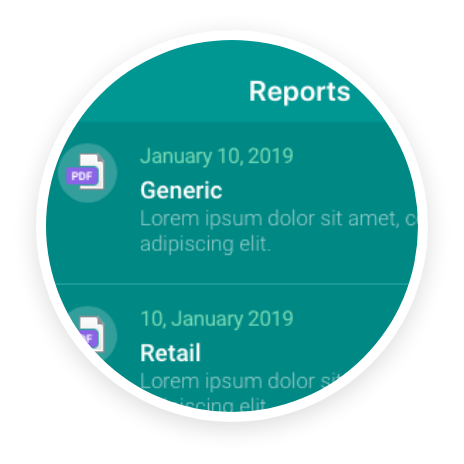 Reports
January 10, 2019
PDF
Generic
Lorem ipsum dolor sit amet,
adipiscing elit.
10, January 2019
Retail
Lorem ipsum dolor
elit